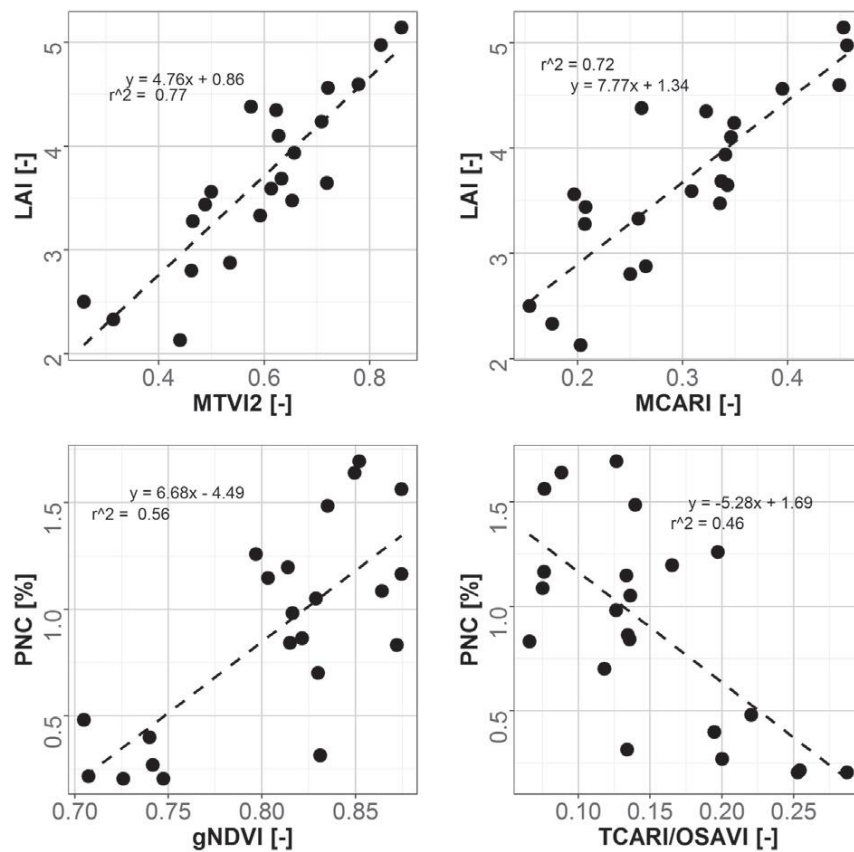 5
4
3
2
LAI [-]
y = 4.76x + 0.86
r^2 = 0.77
0.4 0.6 0.8
MTVI2 [-]
5
4
3
2
LAI [-]
r^2 = 0.72
y = 7.77x + 1.34
0.2 0.3 0.4
MCARI [-]
1.5
1.0
0.5
PNC [%]
y = 6.68x - 4.49
r^2 = 0.56
0.70 0.75 0.80 0.85
gNDVI [-]
1.5
1.0
0.5
PNC [%]
y = -5.28x + 1.69
r^2 = 0.46
0.10 0.15 0.20 0.25
TCARI/OSAVI [-]